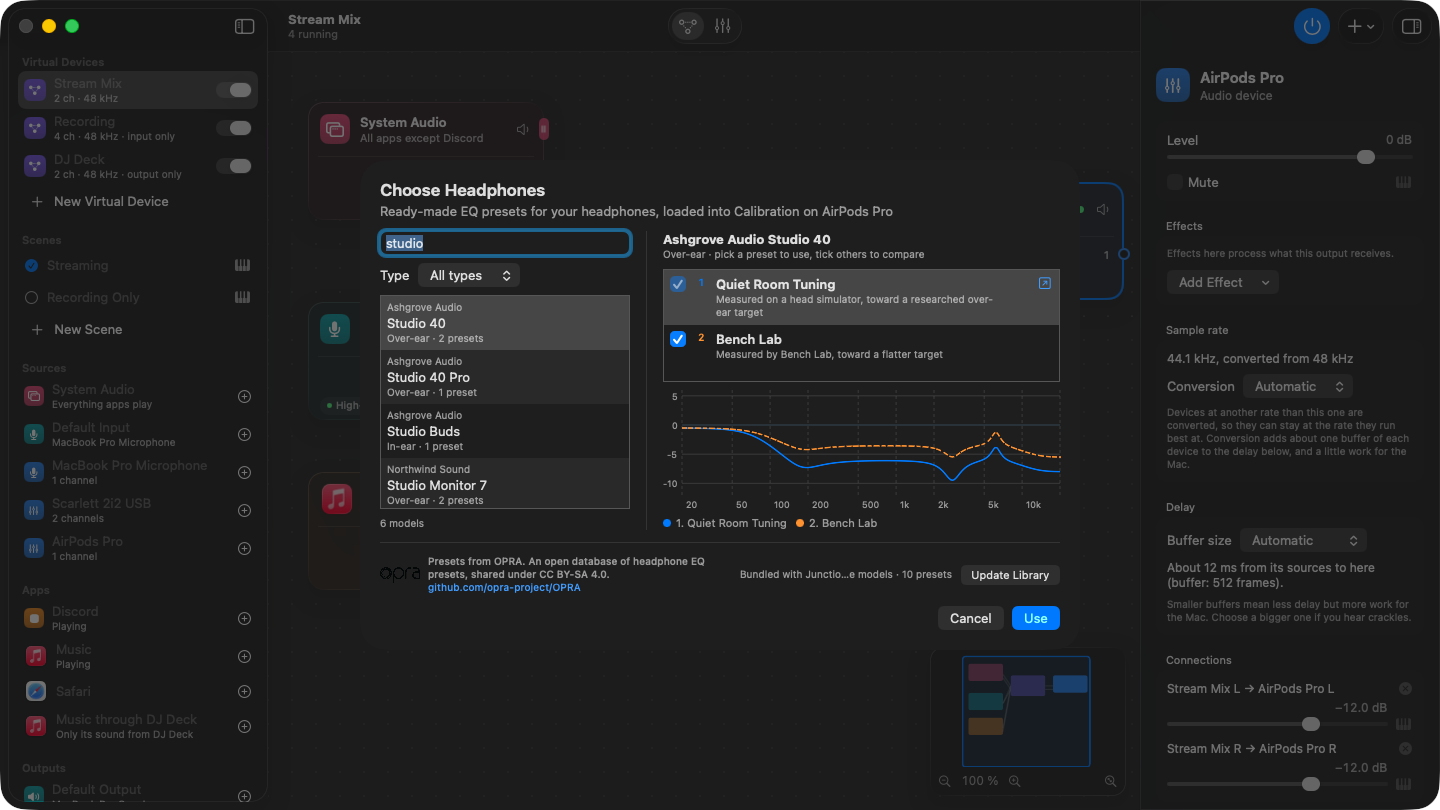 Stream Mix
4 running
Virtual Devices
Stream Mix
2 ch · 48 kHz
Recording
4 ch · 48 kHz · input only
DJ Deck
2 ch · 48 kHz · output only
New Virtual Device
Scenes
Streaming
Recording Only
New Scene
Sources
System Audio
Everything apps play
Default Input
MacBook Pro Microphone
MacBook Pro Microphone
1 channel
Scarlett 2i2 USB
2 channels
AirPods Pro
1 channel
Apps
Discord
Playing
Music
Playing
Safari
Music through DJ Deck
Only its sound from DJ Deck
Outputs
Default Output
System Audio
All apps except Discord
High
1
Choose Headphones
Ready-made EQ presets for your headphones, loaded into Calibration on AirPods Pro
studio
Type All types
Ashgrove Audio
Studio 40
Over-ear · 2 presets
Ashgrove Audio
Studio 40 Pro
Over-ear · 1 preset
Ashgrove Audio
Studio Buds
In-ear · 1 preset
Northwind Sound
Studio Monitor 7
Over-ear · 2 presets
6 models
Ashgrove Audio Studio 40
Over-ear · pick a preset to use, tick others to compare
1 Quiet Room Tuning
Measured on a head simulator, toward a researched over-
ear target
2 Bench Lab
Measured by Bench Lab, toward a flatter target
5
0
-5
-10
20 50 100 200 500 1k 2k 5k 10k
1. Quiet Room Tuning 2. Bench Lab
opra
Presets from OPRA. An open database of headphone EQ
presets, shared under CC BY-SA 4.0.
github.com/opra-project/OPRA
Bundled with Junctio...e models · 10 presets
Update Library
Cancel
Use
100 %
AirPods Pro
Audio device
Level 0 dB
Mute
Effects
Effects here process what this output receives.
Add Effect
Sample rate
44.1 kHz, converted from 48 kHz
Conversion Automatic
Devices at another rate than this one are
converted, so they can stay at the rate they run
best at. Conversion adds about one buffer of each
device to the delay below, and a little work for the
Mac.
Delay
Buffer size Automatic
About 12 ms from its sources to here
(buffer: 512 frames).
Smaller buffers mean less delay but more work for
the Mac. Choose a bigger one if you hear crackles.
Connections
Stream Mix L → AirPods Pro L
−12.0 dB
Stream Mix R → AirPods Pro R
−12.0 dB